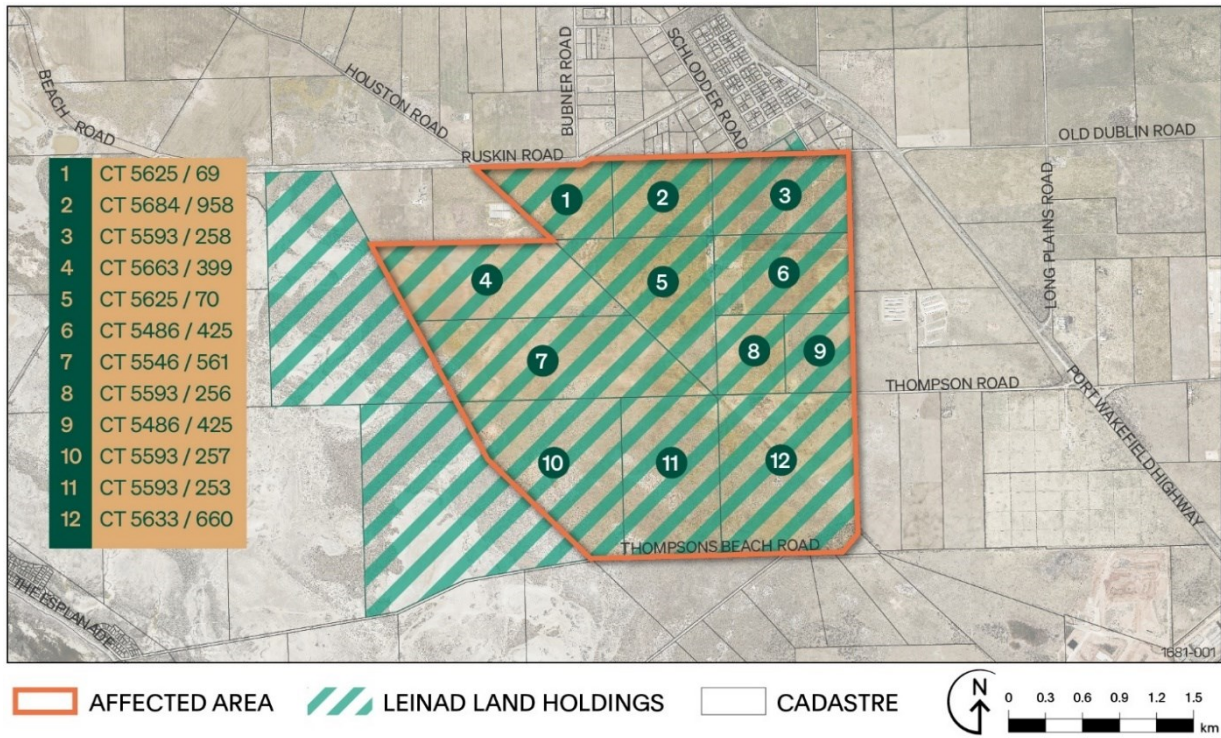 BEACH ROAD
HOUSTON ROAD
BUBNER ROAD
SCHLODDER ROAD
RUSKIN ROAD
OLD DUBLIN ROAD
LONG PLAINS ROAD
1 CT 5625 / 69
2 CT 5684 / 958
3 CT 5593 / 258
4 CT 5663 / 399
5 CT 5625 / 70
6 CT 5486 / 425
7 CT 5546 / 561
8 CT 5593 / 256
9 CT 5486 / 425
10 CT 5593 / 257
11 CT 5593 / 253
12 CT 5633 / 660
1
2
3
4
5
6
7
8
9
10
11
12
THOMPSON ROAD
PORT WAKEFIELD HIGHWAY
THOMPSONS BEACH ROAD
THE ESPLANADE
1681-001
AFFECTED AREA
LEINAD LAND HOLDINGS
CADASTRE
N
0 0.3 0.6 0.9 1.2 1.5
km